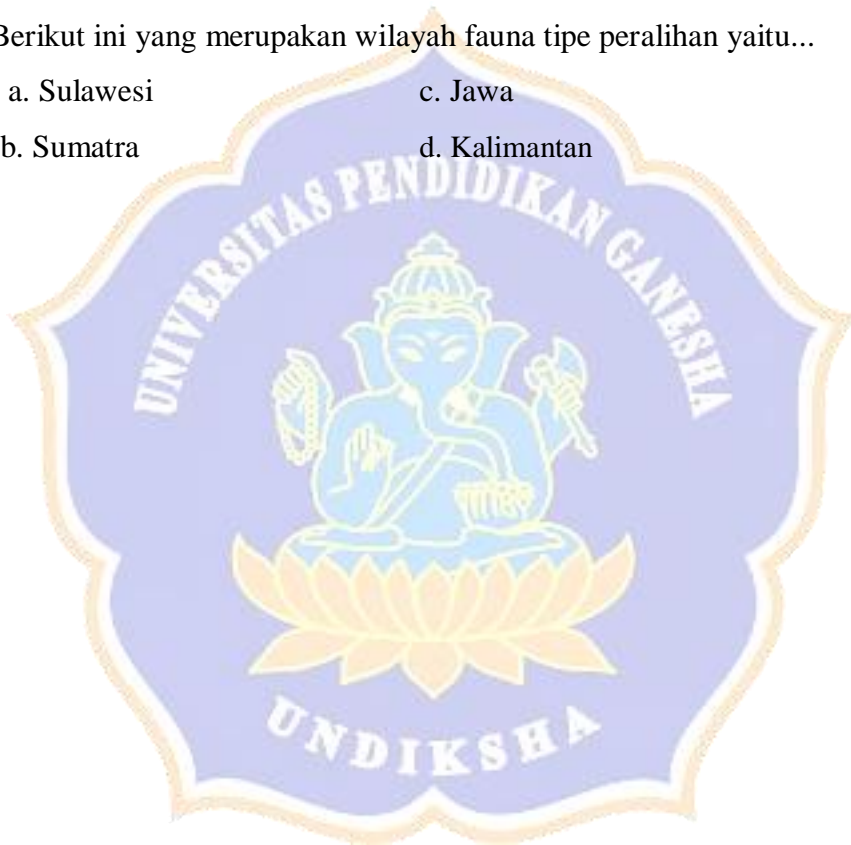 Berikut ini yang merupakan wilayah fauna tipe peralihan yaitu...
a. Sulawesi c. Jawa
b. Sumatra d. Kalimantan
UNIVERSITAS PENDIDIKAN GANESHA
UNDIKSHA